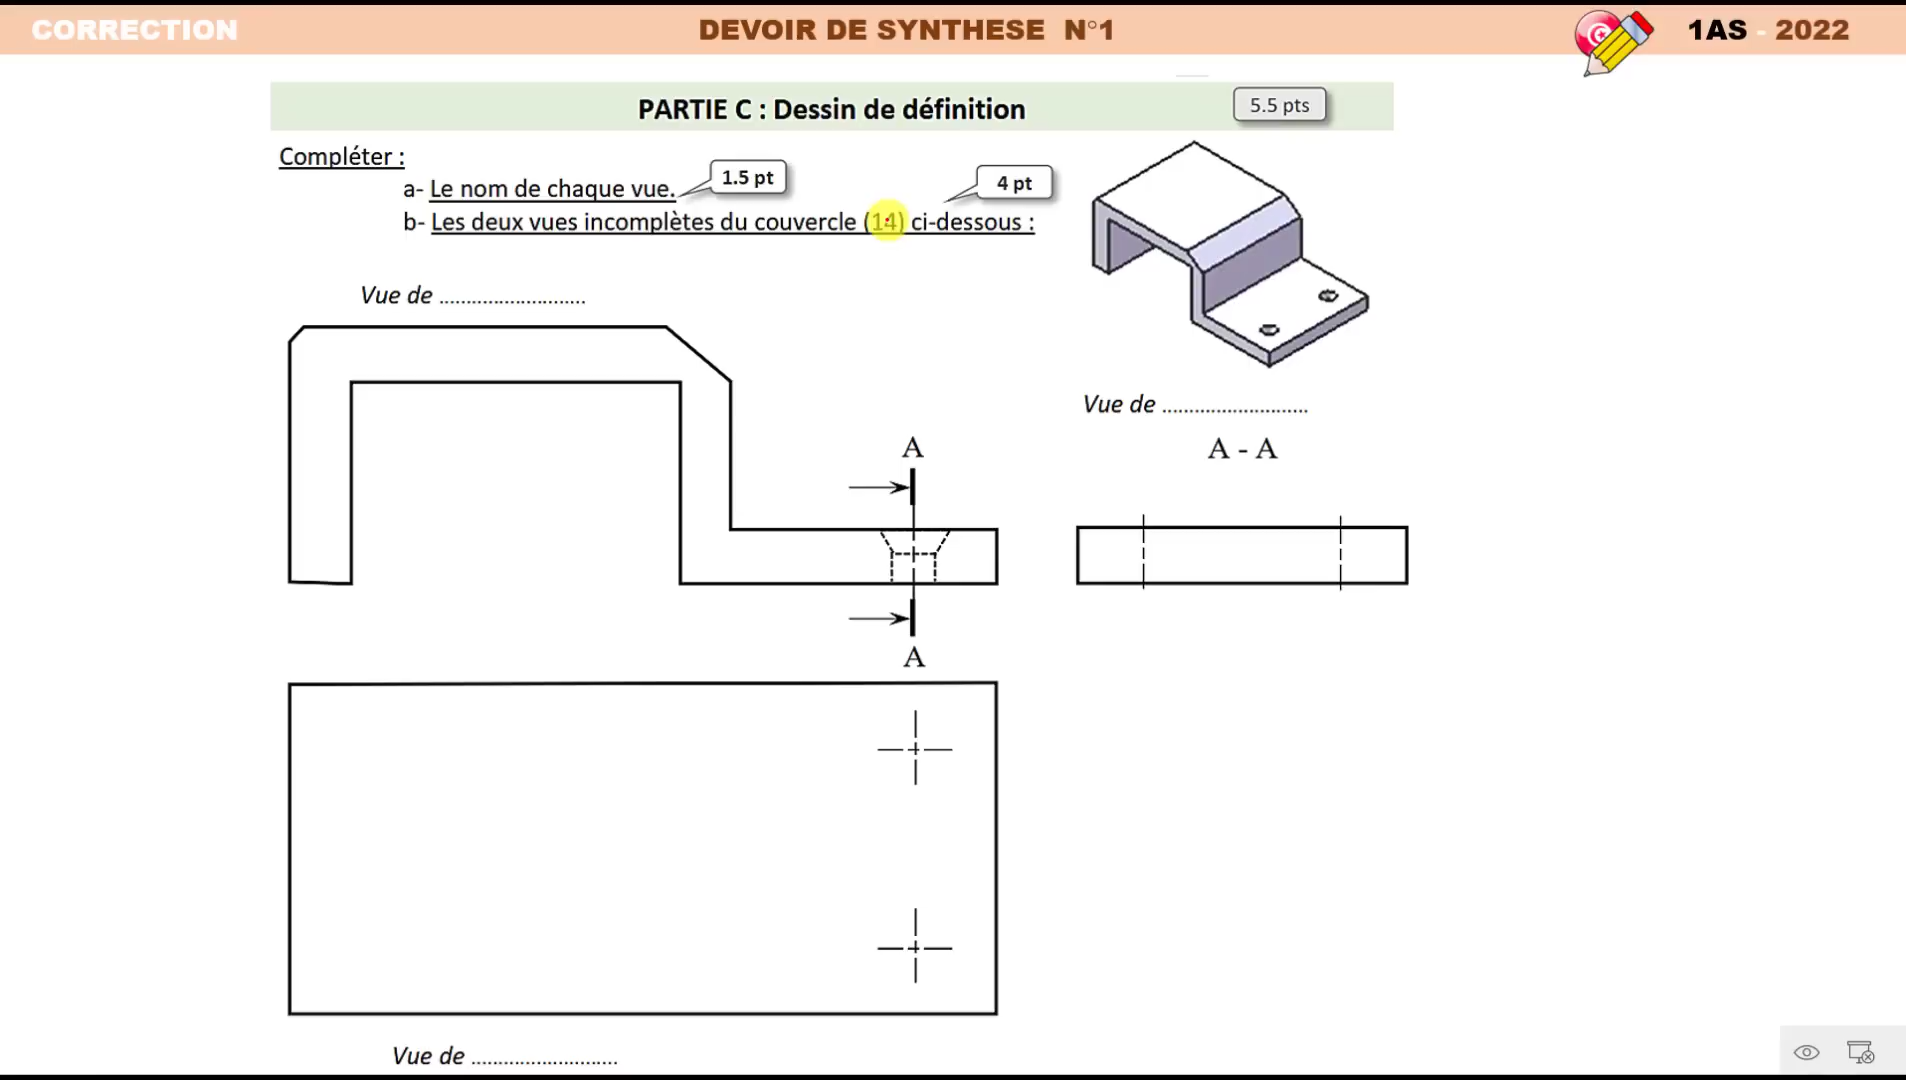 CORRECTION
DEVOIR DE SYNTHESE N°1
1AS - 2022
PARTIE C : Dessin de définition
5.5 pts
Compléter :
a- Le nom de chaque vue.
1.5 pt
4 pt
b- Les deux vues incomplètes du couvercle (14) ci-dessous :
Vue de ..........................
Vue de ..........................
A - A
A
A
Vue de ..........................